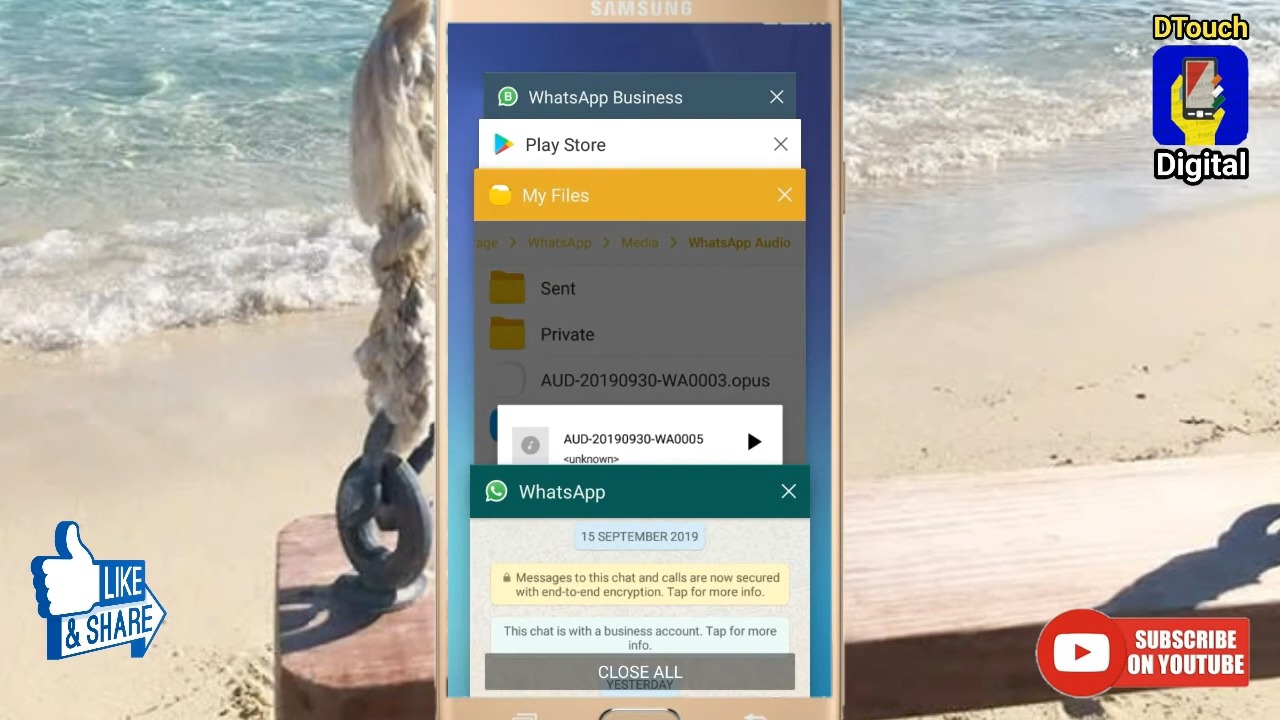 SAMSUNG
DTouch
Digital
WhatsApp Business
Play Store
My Files
age > WhatsApp > Media > WhatsApp Audio
Sent
Private
AUD-20190930-WA0003.opus
AUD-20190930-WA0005
<unknown>
WhatsApp
15 SEPTEMBER 2019
Messages to this chat and calls are now secured
with end-to-end encryption. Tap for more info.
This chat is with a business account. Tap for more
info.
CLOSE ALL
YESTERDAY
LIKE
& SHARE
SUBSCRIBE
ON YOUTUBE